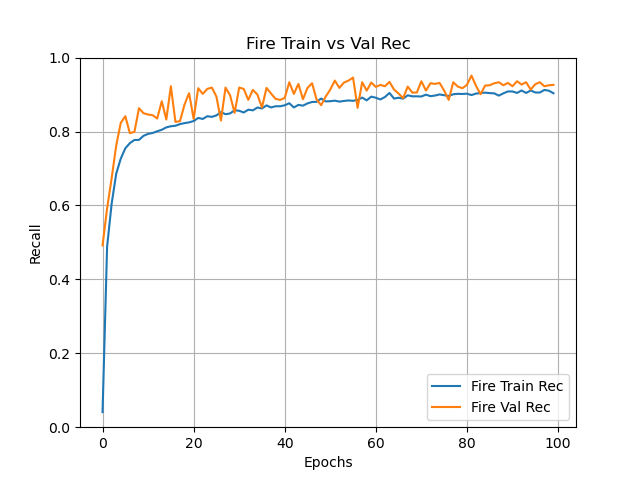 Fire Train vs Val Rec
1.0
0.8
0.6
0.4
0.2
0.0
Recall
0 20 40 60 80 100
Epochs
Fire Train Rec
Fire Val Rec